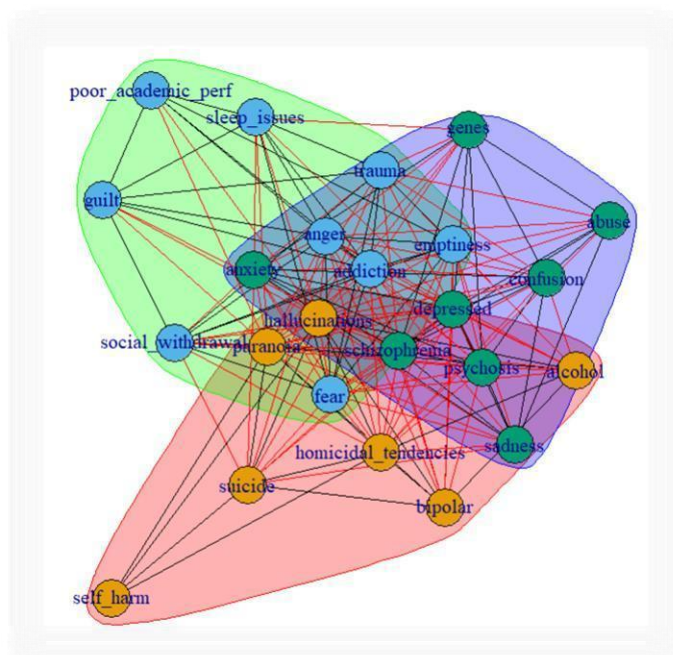 poor_academic_perf
sleep_issues
genes
trauma
guilt
abuse
anger
emptiness
anxiety
addiction
confusion
depressed
hallucinations
social_withdrawal
paranoia
schizophrenia
psychosis
alcohol
fear
sadness
homicidal_tendencies
suicide
bipolar
self_harm